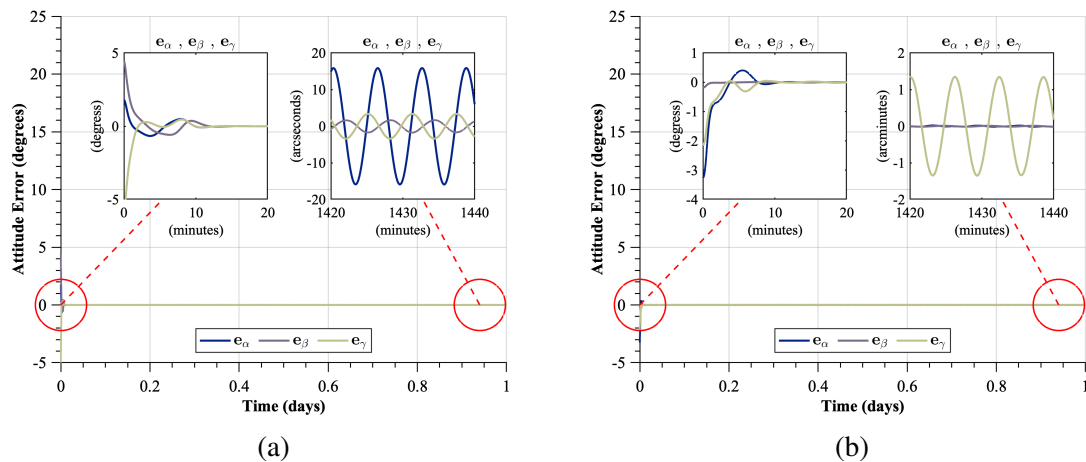 Attitude Error (degrees)
25
20
15
10
5
0
-5
0
0.2
0.4
0.6
0.8
1
Time (days)
eα , eβ , eγ
(degrees)
5
0
-5
0
10
20
(minutes)
eα , eβ , eγ
(arcseconds)
20
10
0
-10
-20
1420
1430
1440
(minutes)
eα eβ eγ
(a)
Attitude Error (degrees)
25
20
15
10
5
0
-5
0
0.2
0.4
0.6
0.8
1
Time (days)
eα , eβ , eγ
(degrees)
1
0
-1
-2
-3
-4
0
10
20
(minutes)
eα , eβ , eγ
(arcminutes)
2
1
0
-1
-2
1420
1430
1440
(minutes)
eα eβ eγ
(b)